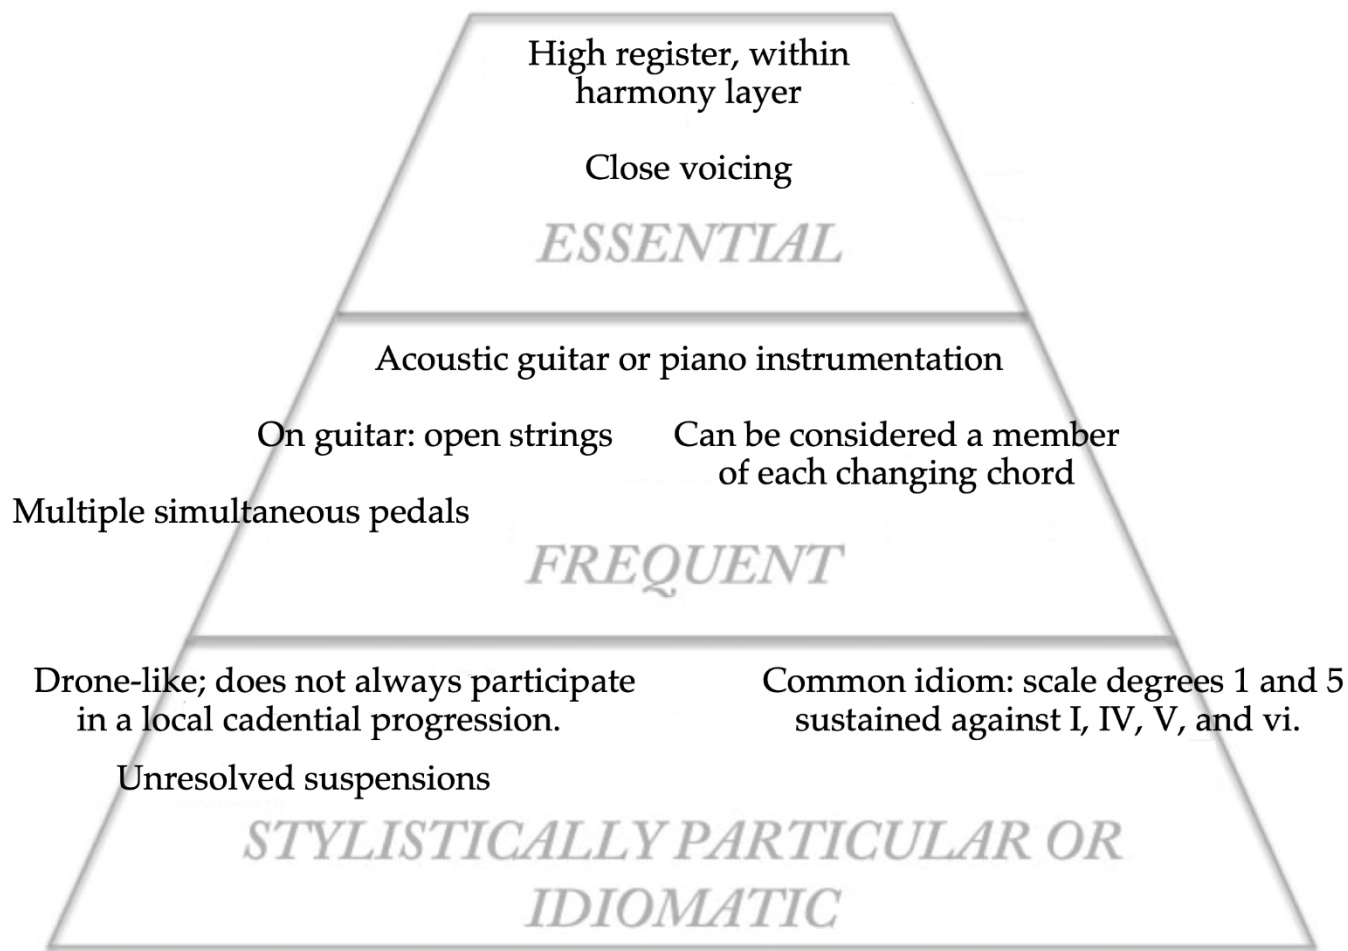 High register, within
harmony layer
Close voicing
ESSENTIAL
Acoustic guitar or piano instrumentation
On guitar: open strings
Can be considered a member
of each changing chord
Multiple simultaneous pedals
FREQUENT
Drone-like; does not always participate
in a local cadential progression.
Common idiom: scale degrees 1 and 5
sustained against I, IV, V, and vi.
Unresolved suspensions
STYLISTICALLY PARTICULAR OR
IDIOMATIC